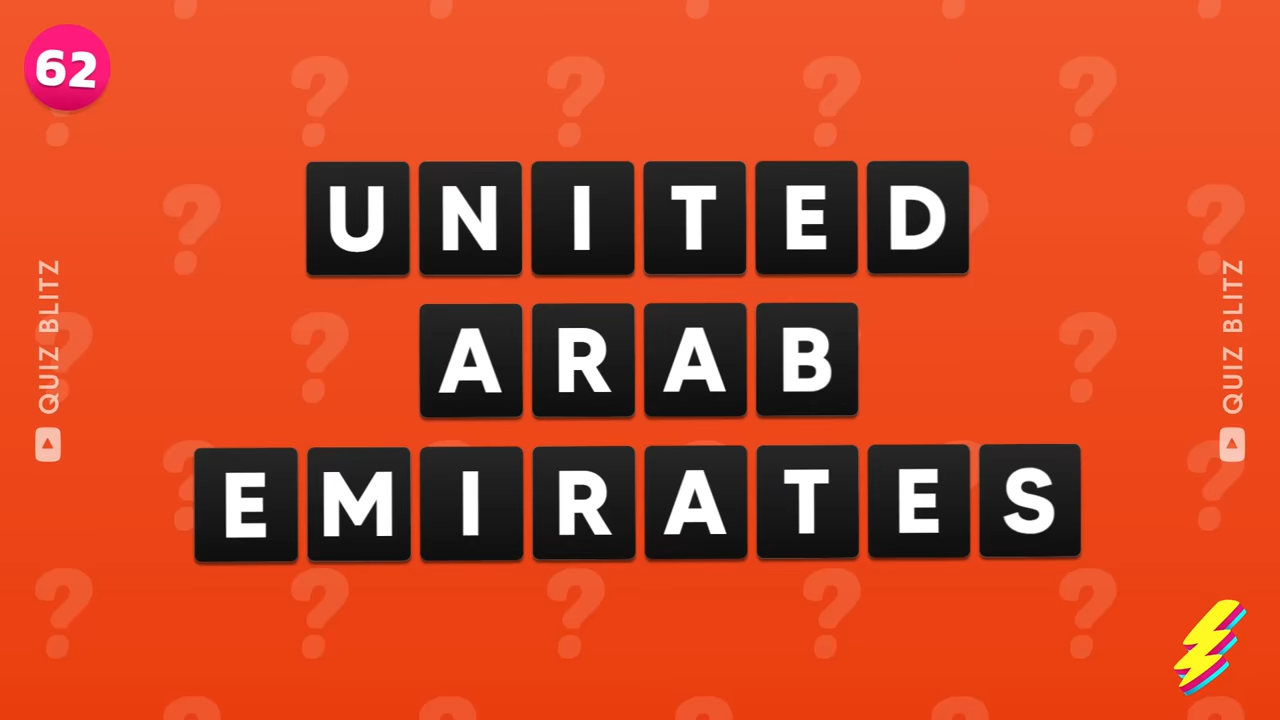 62
UNITED
ARAB
EMIRATES
QUIZ BLITZ
QUIZ BLITZ